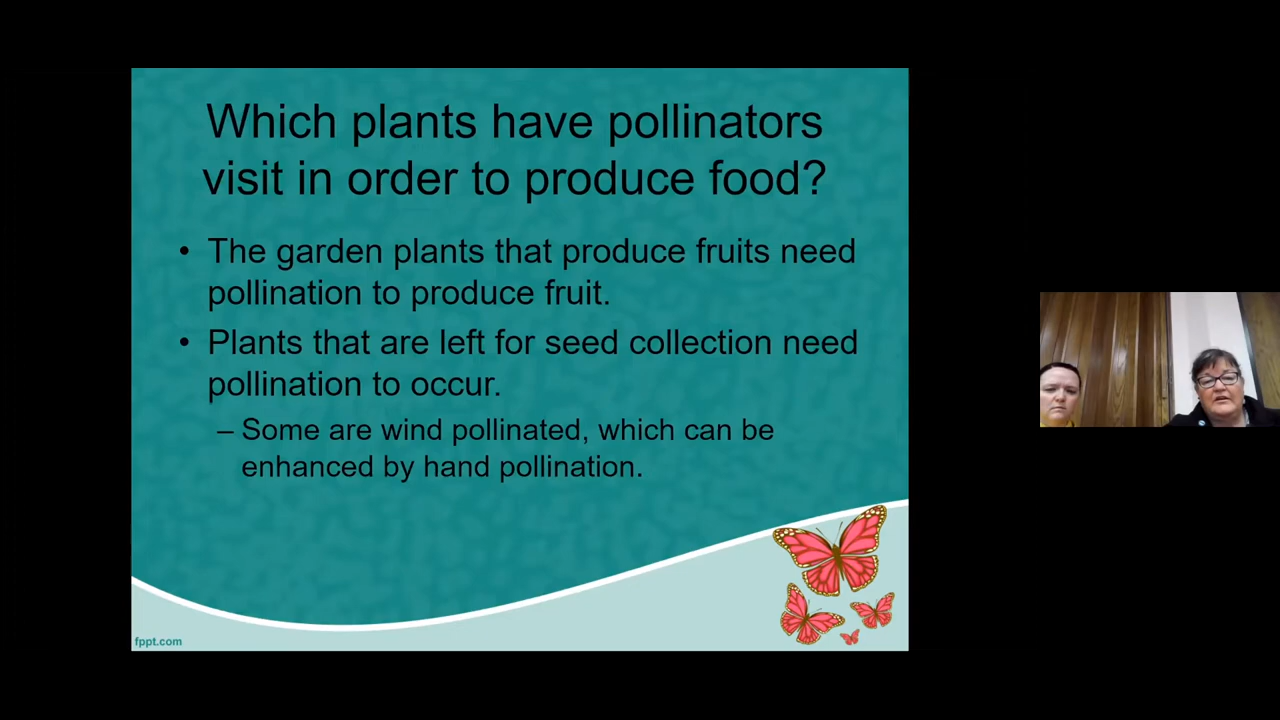 Which plants have pollinators
visit in order to produce food?
• The garden plants that produce fruits need
pollination to produce fruit.
• Plants that are left for seed collection need
pollination to occur.
– Some are wind pollinated, which can be
enhanced by hand pollination.
fppt.com